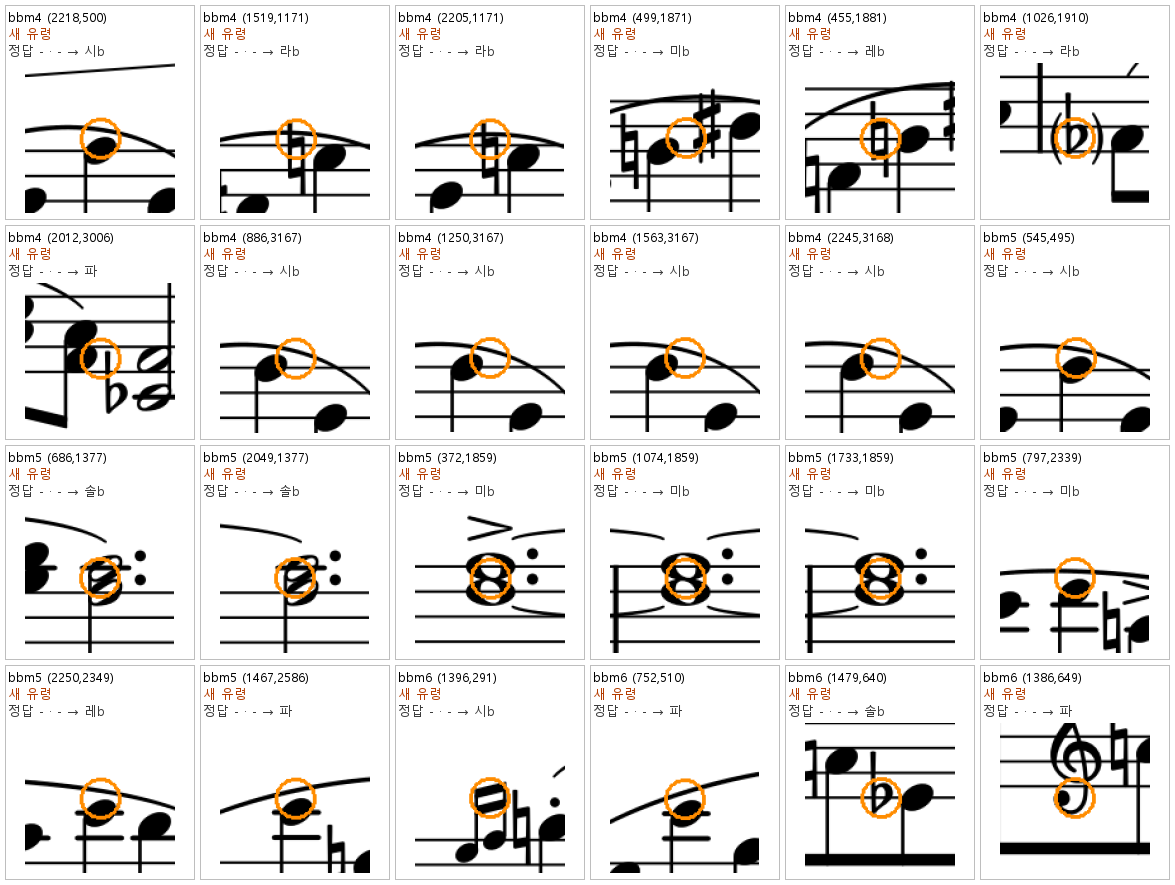 bbm4 (2218,500)
새 유령
정답 - · - → 시b
bbm4 (1519,1171)
새 유령
정답 - · - → 라b
bbm4 (2205,1171)
새 유령
정답 - · - → 라b
bbm4 (499,1871)
새 유령
정답 - · - → 미b
bbm4 (455,1881)
새 유령
정답 - · - → 레b
bbm4 (1026,1910)
새 유령
정답 - · - → 라b
bbm4 (2012,3006)
새 유령
정답 - · - → 파
bbm4 (886,3167)
새 유령
정답 - · - → 시b
bbm4 (1250,3167)
새 유령
정답 - · - → 시b
bbm4 (1563,3167)
새 유령
정답 - · - → 시b
bbm4 (2245,3168)
새 유령
정답 - · - → 시b
bbm5 (545,495)
새 유령
정답 - · - → 시b
bbm5 (686,1377)
새 유령
정답 - · - → 솔b
bbm5 (2049,1377)
새 유령
정답 - · - → 솔b
bbm5 (372,1859)
새 유령
정답 - · - → 미b
bbm5 (1074,1859)
새 유령
정답 - · - → 미b
bbm5 (1733,1859)
새 유령
정답 - · - → 미b
bbm5 (797,2339)
새 유령
정답 - · - → 미b
bbm5 (2250,2349)
새 유령
정답 - · - → 레b
bbm5 (1467,2586)
새 유령
정답 - · - → 파
bbm6 (1396,291)
새 유령
정답 - · - → 시b
bbm6 (752,510)
새 유령
정답 - · - → 파
bbm6 (1479,640)
새 유령
정답 - · - → 솔b
bbm6 (1386,649)
새 유령
정답 - · - → 파